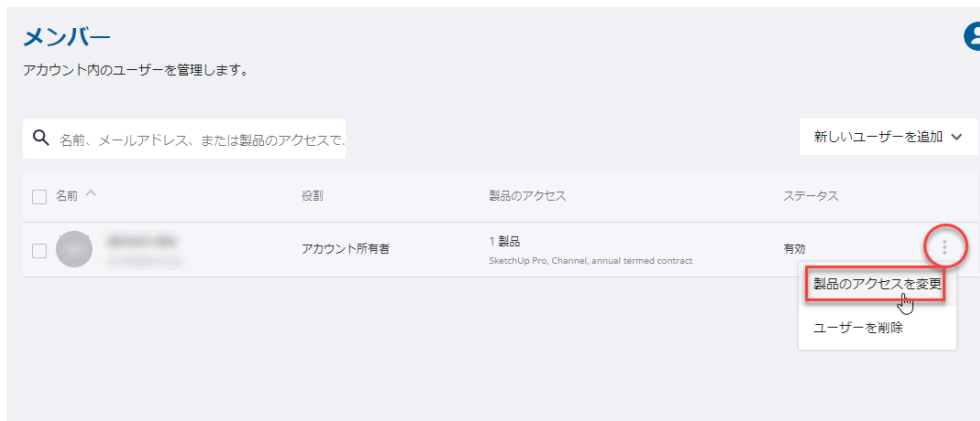 メンバー
アカウント内のユーザーを管理します。
名前、メールアドレス、または製品のアクセスで.
新しいユーザーを追加
名前 役割 製品のアクセス ステータス
アカウント所有者 1 製品 有効
SketchUp Pro, Channel, annual termed contract
製品のアクセスを変更
ユーザーを削除